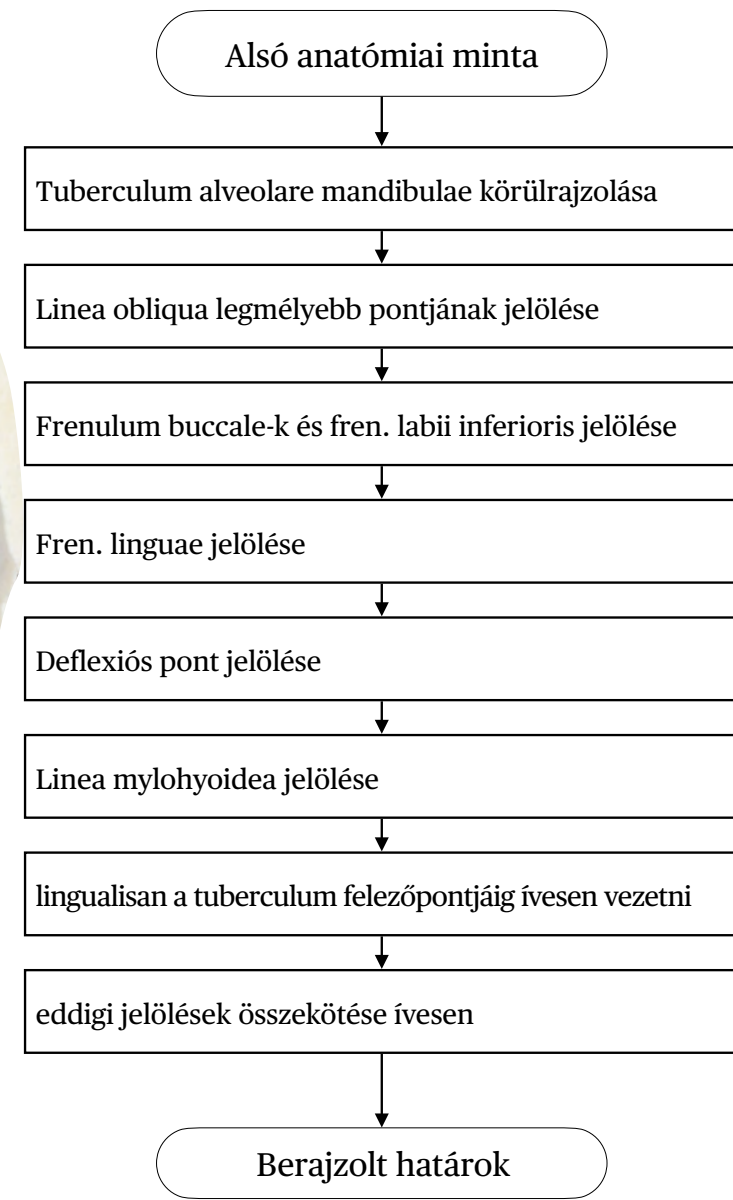 Alsó anatómiai minta
Tuberculum alveolare mandibulae körülrajzolása
Linea obliqua legmélyebb pontjának jelölése
Frenulum buccale-k és fren. labii inferioris jelölése
Fren. linguae jelölése
Deflexiós pont jelölése
Linea mylohyoidea jelölése
lingualisan a tuberculum felezőpontjáig ívesen vezetni
eddigi jelölések összekötése ívesen
Berajzolt határok